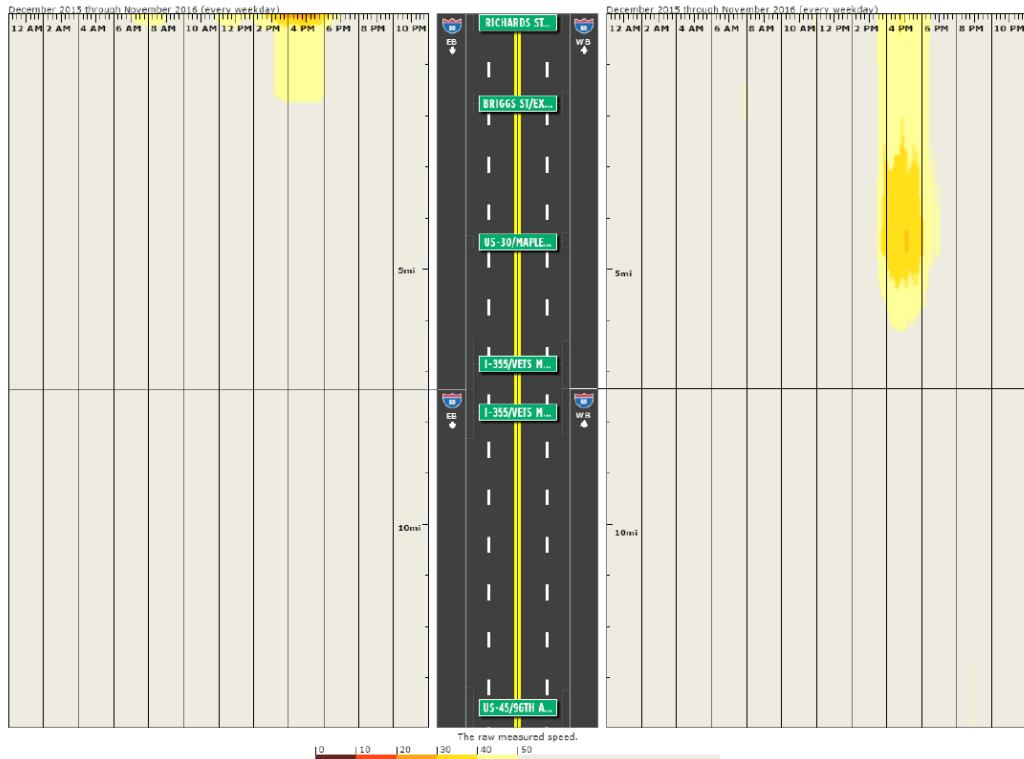 December 2015 through November 2016 (every weekday)
12 AM 2 AM 4 AM 6 AM 8 AM 10 AM 12 PM 2 PM 4 PM 6 PM 8 PM 10 PM
5mi
10mi
RICHARDS ST...
80
EB
80
WB
BRIGGS ST/EX...
US-30/MAPLE...
I-355/VETS M...
80
EB
80
WB
I-355/VETS M...
US-45/96TH A...
December 2015 through November 2016 (every weekday)
12 AM 2 AM 4 AM 6 AM 8 AM 10 AM 12 PM 2 PM 4 PM 6 PM 8 PM 10 PM
5mi
10mi
The raw measured speed.
0 10 20 30 40 50